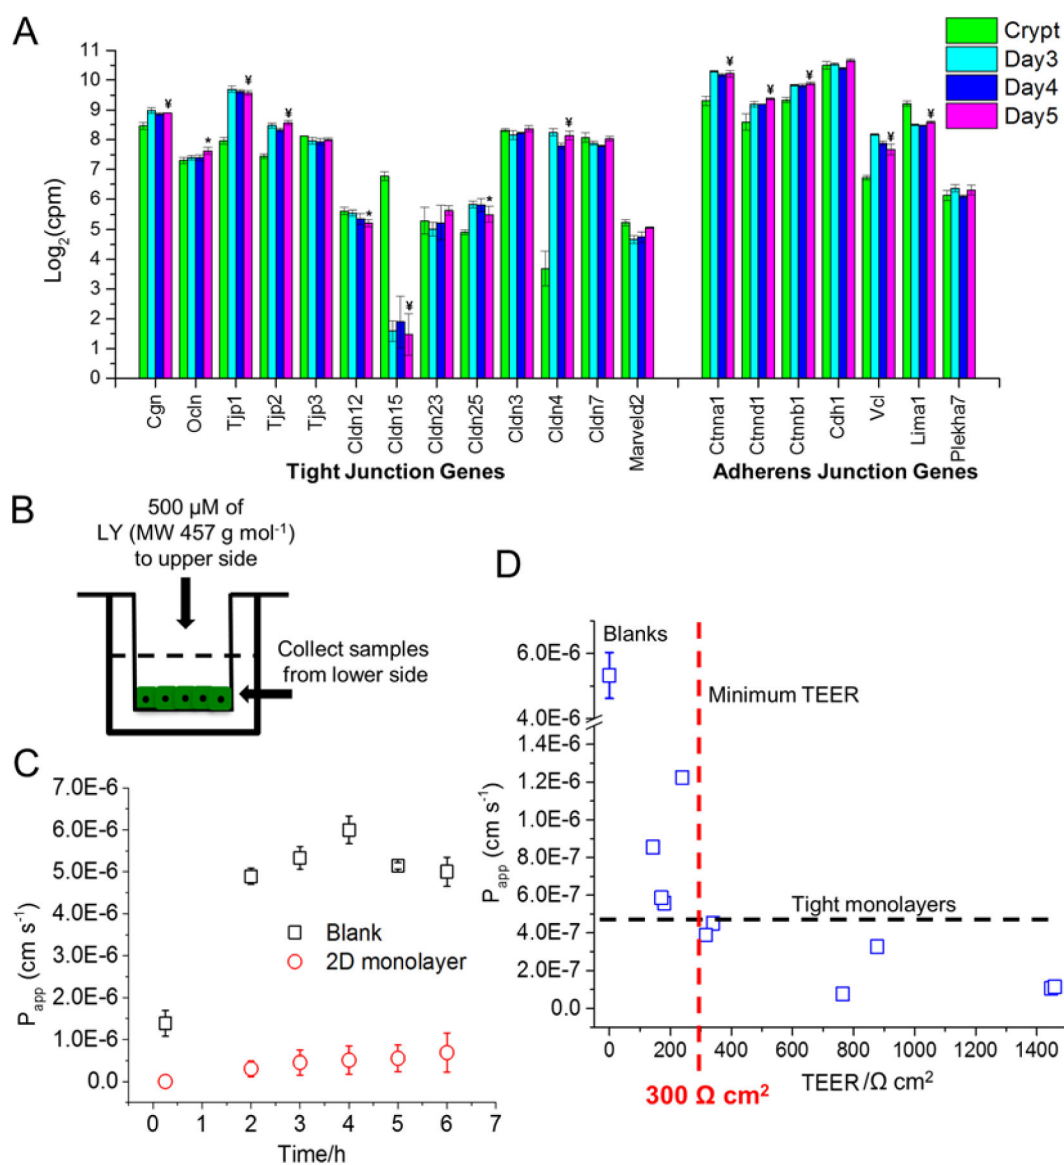 A
Crypt
Day3
Day4
Day5
Log2(cpm)
11
10
9
8
7
6
5
4
3
2
1
0
¥
*
¥
¥
*
¥
*
¥
¥
¥
¥
¥
¥
Cgn
Ocln
Tjp1
Tjp2
Tjp3
Cldn12
Cldn15
Cldn23
Cldn25
Cldn3
Cldn4
Cldn7
Marveld2
Ctnna1
Ctnnd1
Ctnnb1
Cdh1
Vcl
Lima1
Plekha7
Tight Junction Genes
Adherens Junction Genes
B
500 µM of
LY (MW 457 g mol-1)
to upper side
Collect samples
from lower side
C
Papp (cm s-1)
7.0E-6
6.0E-6
5.0E-6
4.0E-6
3.0E-6
2.0E-6
1.0E-6
0.0
Blank
2D monolayer
0
1
2
3
4
5
6
7
Time/h
D
Blanks
Minimum TEER
Papp (cm s-1)
6.0E-6
4.0E-6
1.4E-6
1.2E-6
1.0E-6
8.0E-7
6.0E-7
4.0E-7
2.0E-7
0.0
Tight monolayers
0
200
400
600
800
1000
1200
1400
300 Ω cm2
TEER /Ω cm2